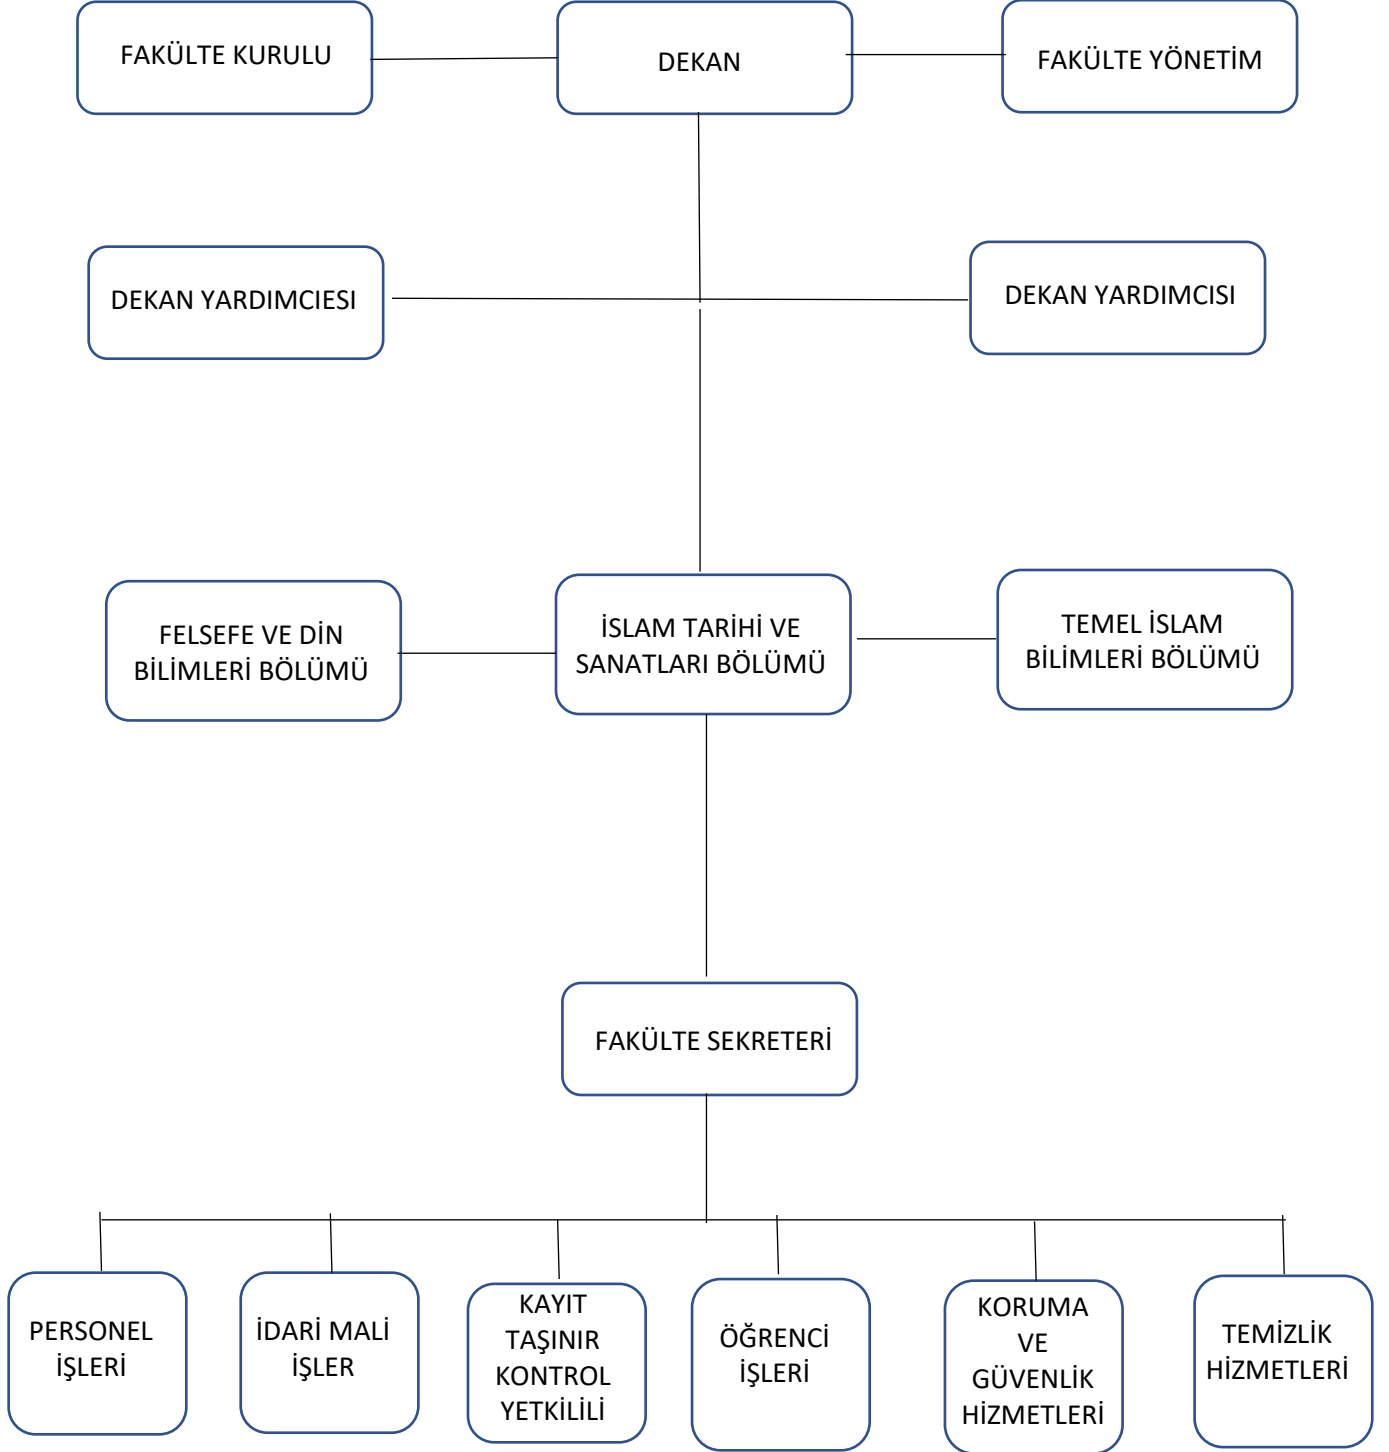 FAKÜLTE KURULU
DEKAN
FAKÜLTE YÖNETİM
DEKAN YARDIMCIESI
DEKAN YARDIMCISI
FELSEFE VE DİN
BİLİMLERİ BÖLÜMÜ
İSLAM TARİHİ VE
SANATLARI BÖLÜMÜ
TEMEL İSLAM
BİLİMLERİ BÖLÜMÜ
FAKÜLTE SEKRETERİ
PERSONEL
İŞLERİ
İDARİ MALİ
İŞLER
KAYIT
TAŞINIR
KONTROL
YETKİLİLİ
ÖĞRENCİ
İŞLERİ
KORUMA
VE
GÜVENLİK
HİZMETLERİ
TEMİZLİK
HİZMETLERİ